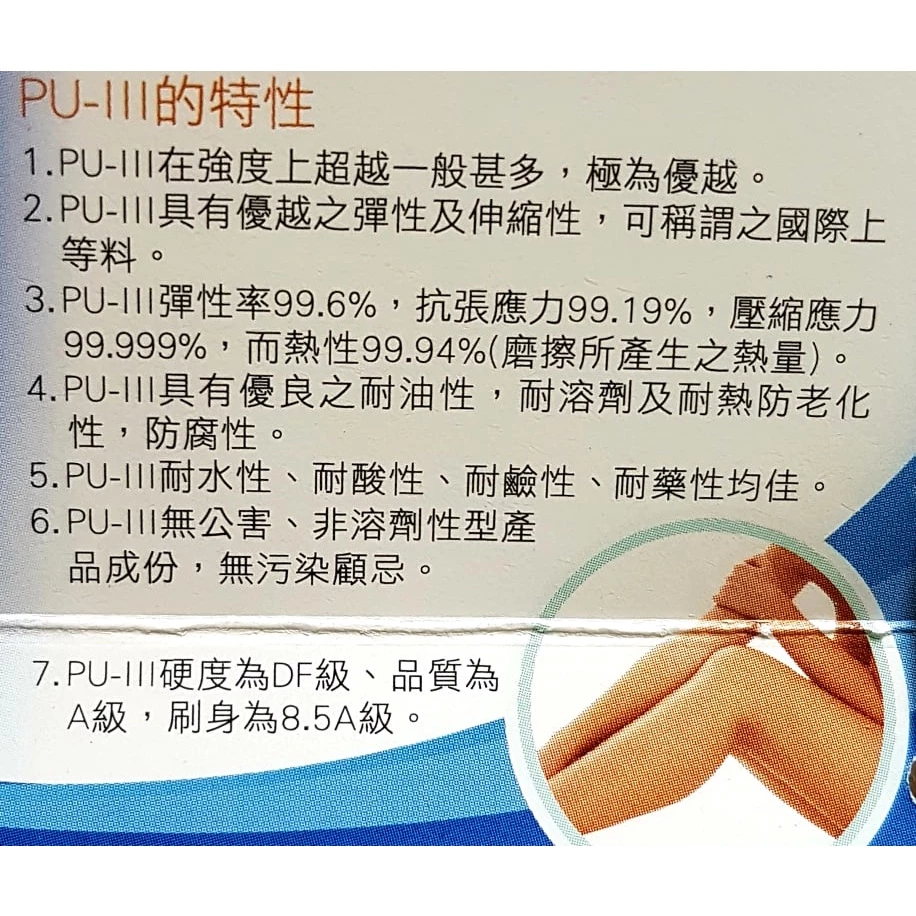 PU-III的特性
1.PU-III在強度上超越一般甚多，極為優越。
2.PU-III具有優越之彈性及伸縮性，可稱謂之國際上
等料。
3.PU-III彈性率99.6%，抗張應力99.19%，壓縮應力
99.999%，而熱性99.94%(磨擦所產生之熱量)。
4.PU-III具有優良之耐油性，耐溶劑及耐熱防老化
性，防腐性。
5.PU-III耐水性、耐酸性、耐鹼性、耐藥性均佳。
6.PU-III無公害、非溶劑性型產
品成份，無污染顧忌。
7.PU-III硬度為DF級、品質為
A級，刷身為8.5A級。